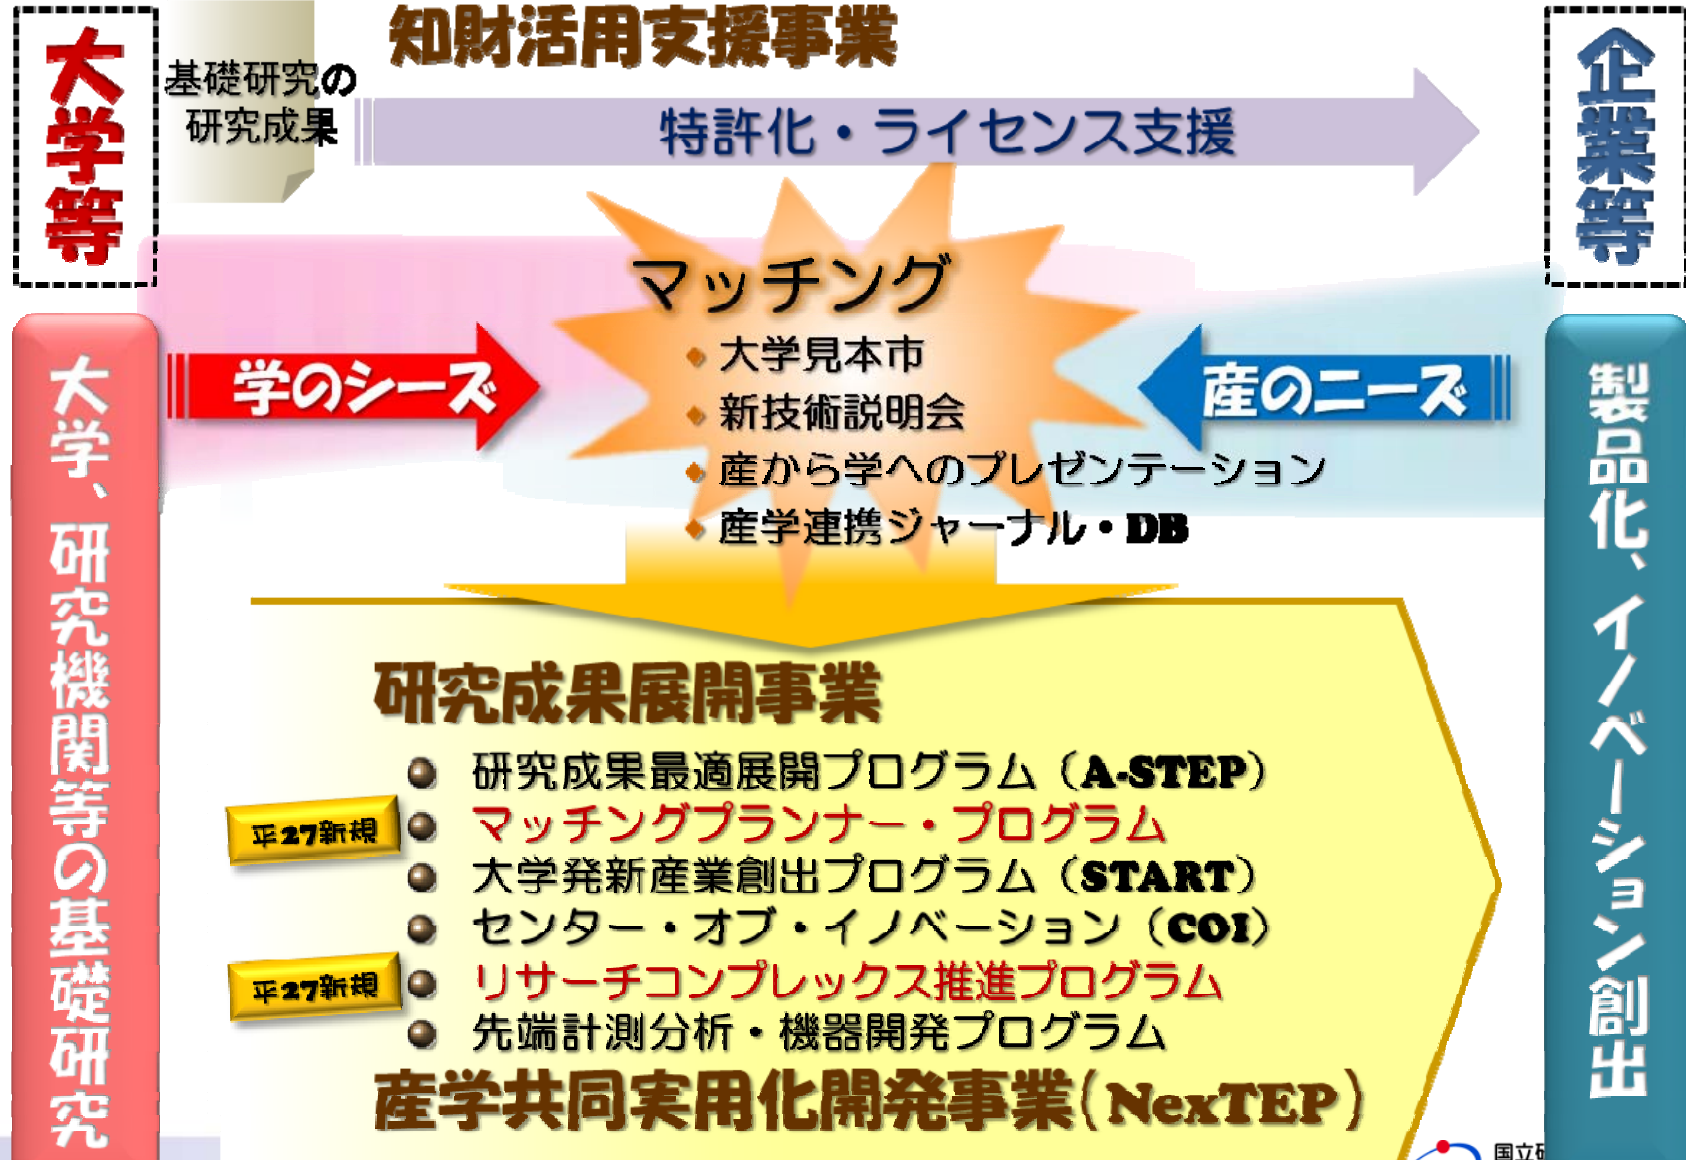 大学等
基礎研究の
研究成果
知財活用支援事業
特許化・ライセンス支援
企業等
マッチング
大学見本市
新技術説明会
産から学へのプレゼンテーション
産学連携ジャーナル・DB
学のシーズ
産のニーズ
大学、研究機関等の基礎研究
製品化、イノベーション創出
研究成果展開事業
研究成果最適展開プログラム（A-STEP）
平27新規
マッチングプランナー・プログラム
大学発新産業創出プログラム（START）
センター・オブ・イノベーション（COI）
平27新規
リサーチコンプレックス推進プログラム
先端計測分析・機器開発プログラム
産学共同実用化開発事業（NexTEP）
国立